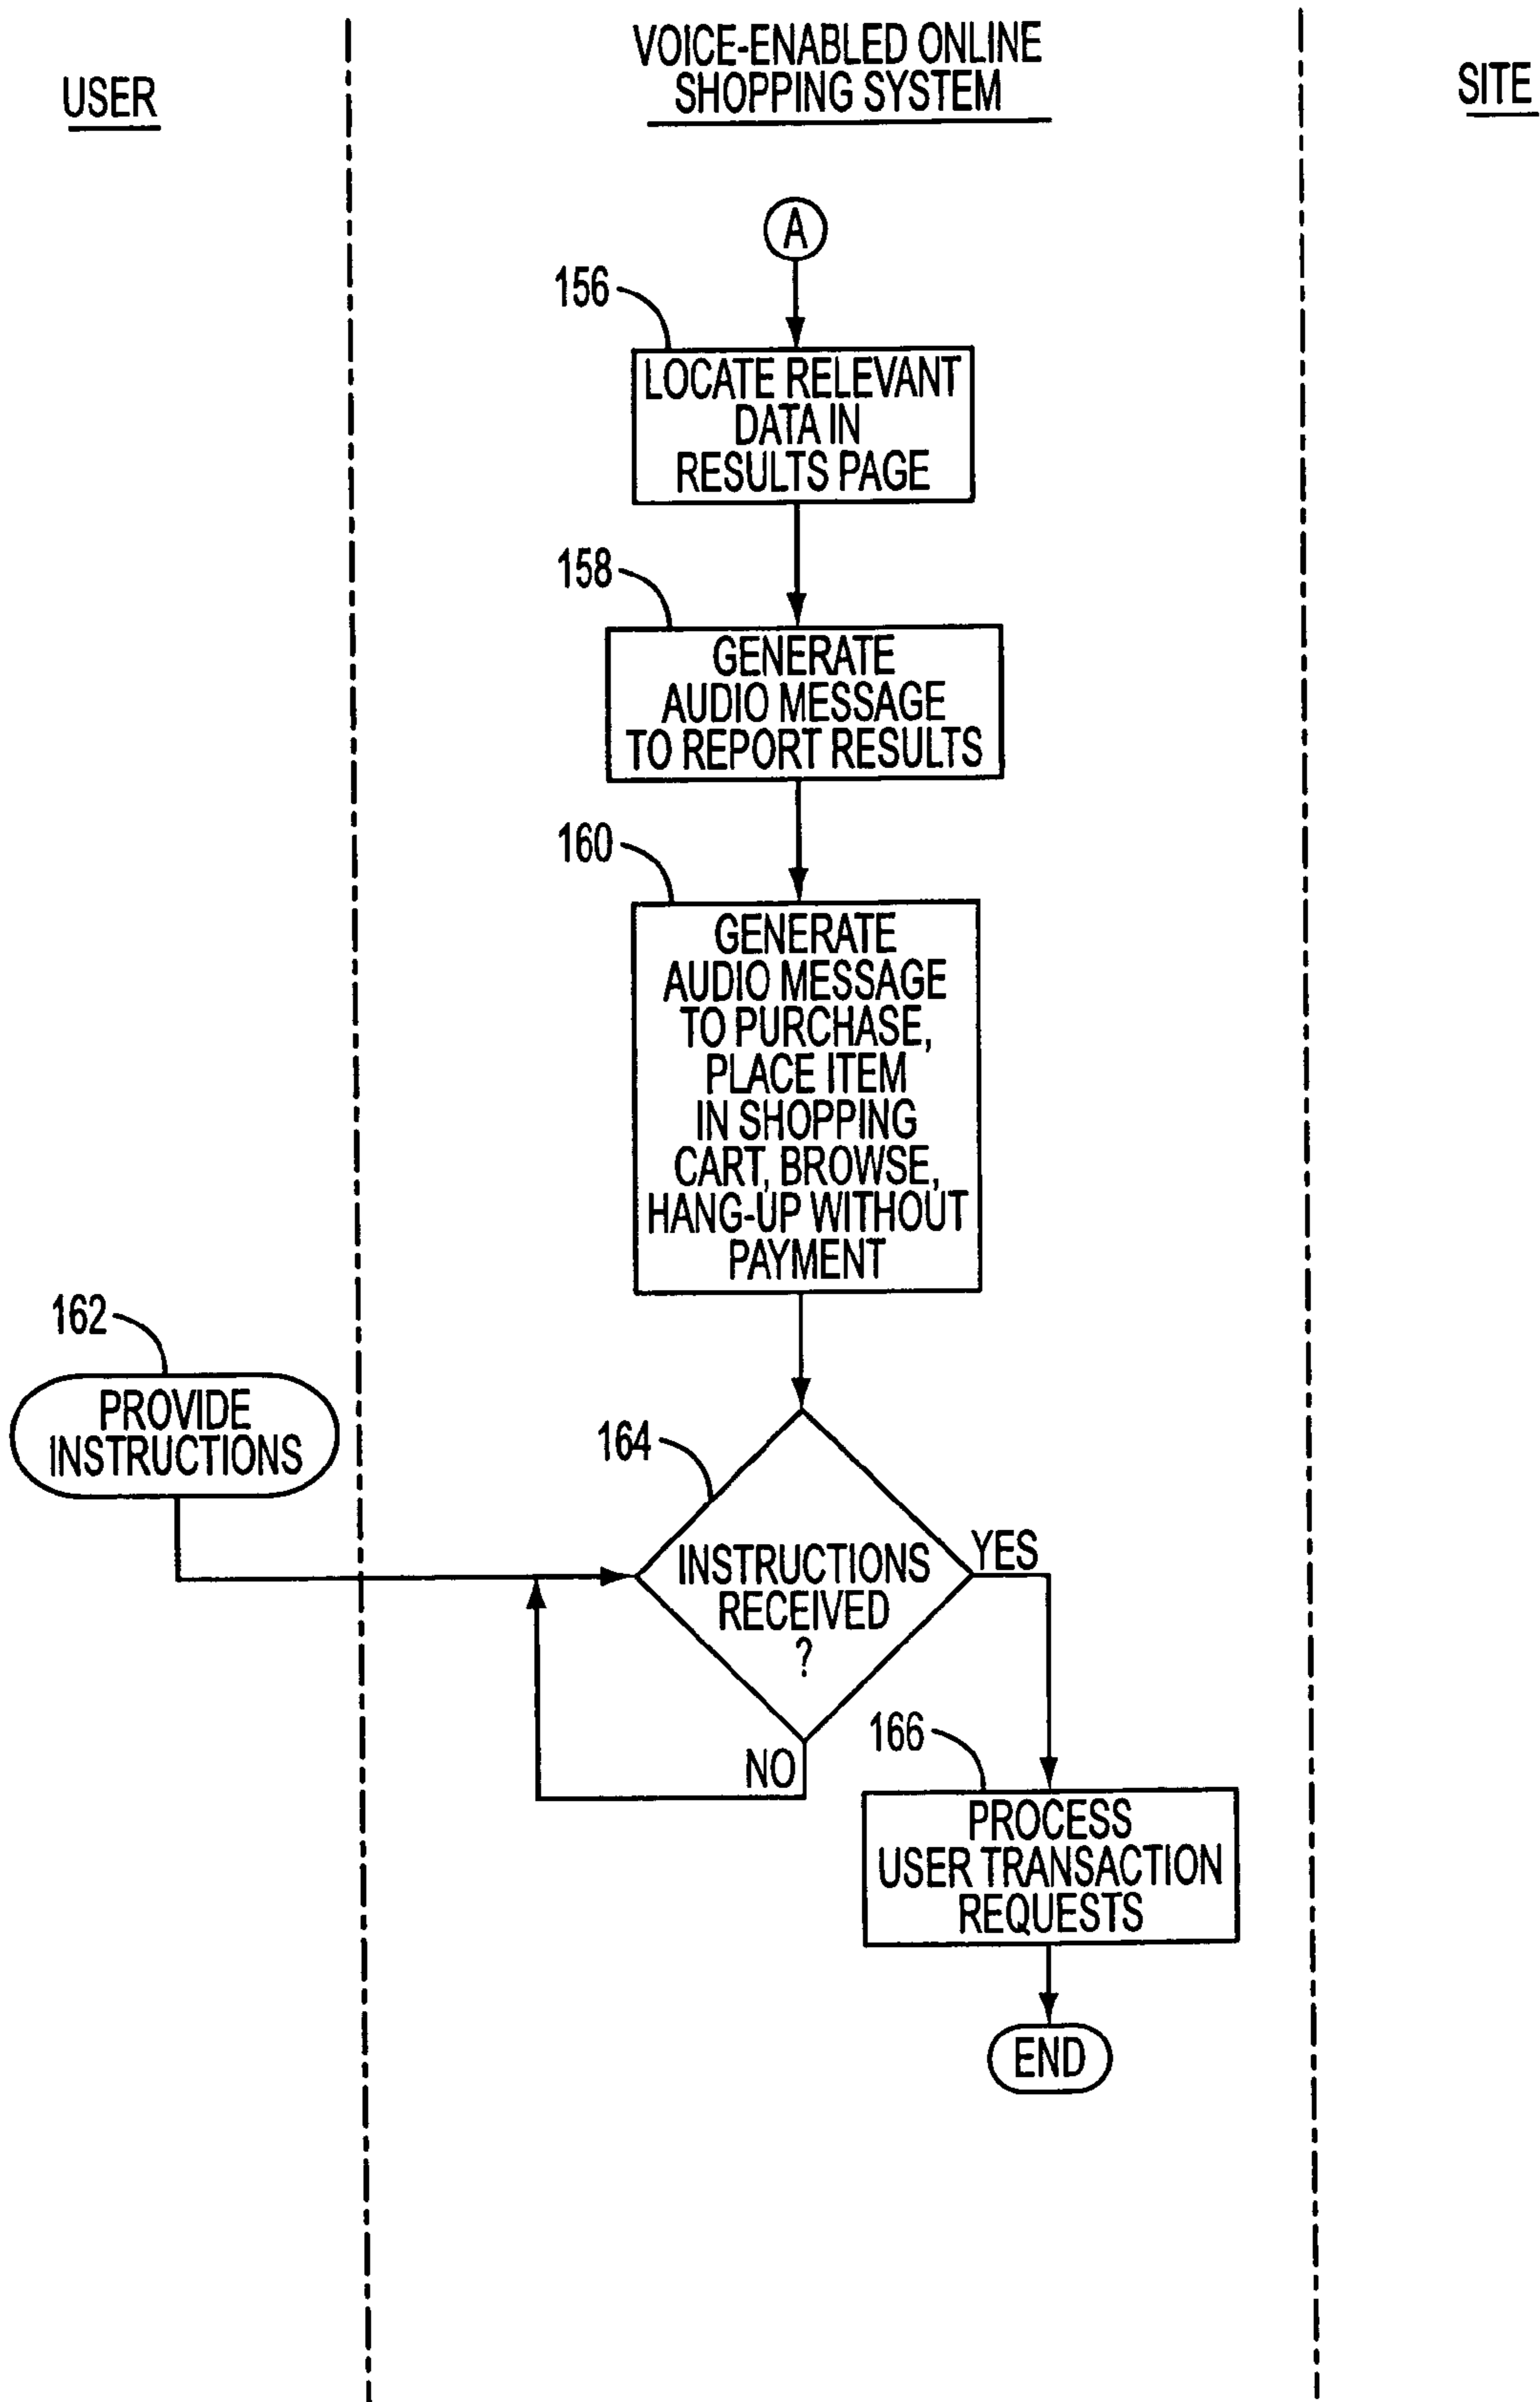 USER
VOICE-ENABLED ONLINE
SHOPPING SYSTEM
SITE
A
156
LOCATE RELEVANT
DATA IN
RESULTS PAGE
158
GENERATE
AUDIO MESSAGE
TO REPORT RESULTS
160
GENERATE
AUDIO MESSAGE
TO PURCHASE,
PLACE ITEM
IN SHOPPING
CART, BROWSE,
HANG-UP WITHOUT
PAYMENT
162
PROVIDE
INSTRUCTIONS
164
INSTRUCTIONS
RECEIVED
?
YES
NO
166
PROCESS
USER TRANSACTION
REQUESTS
END